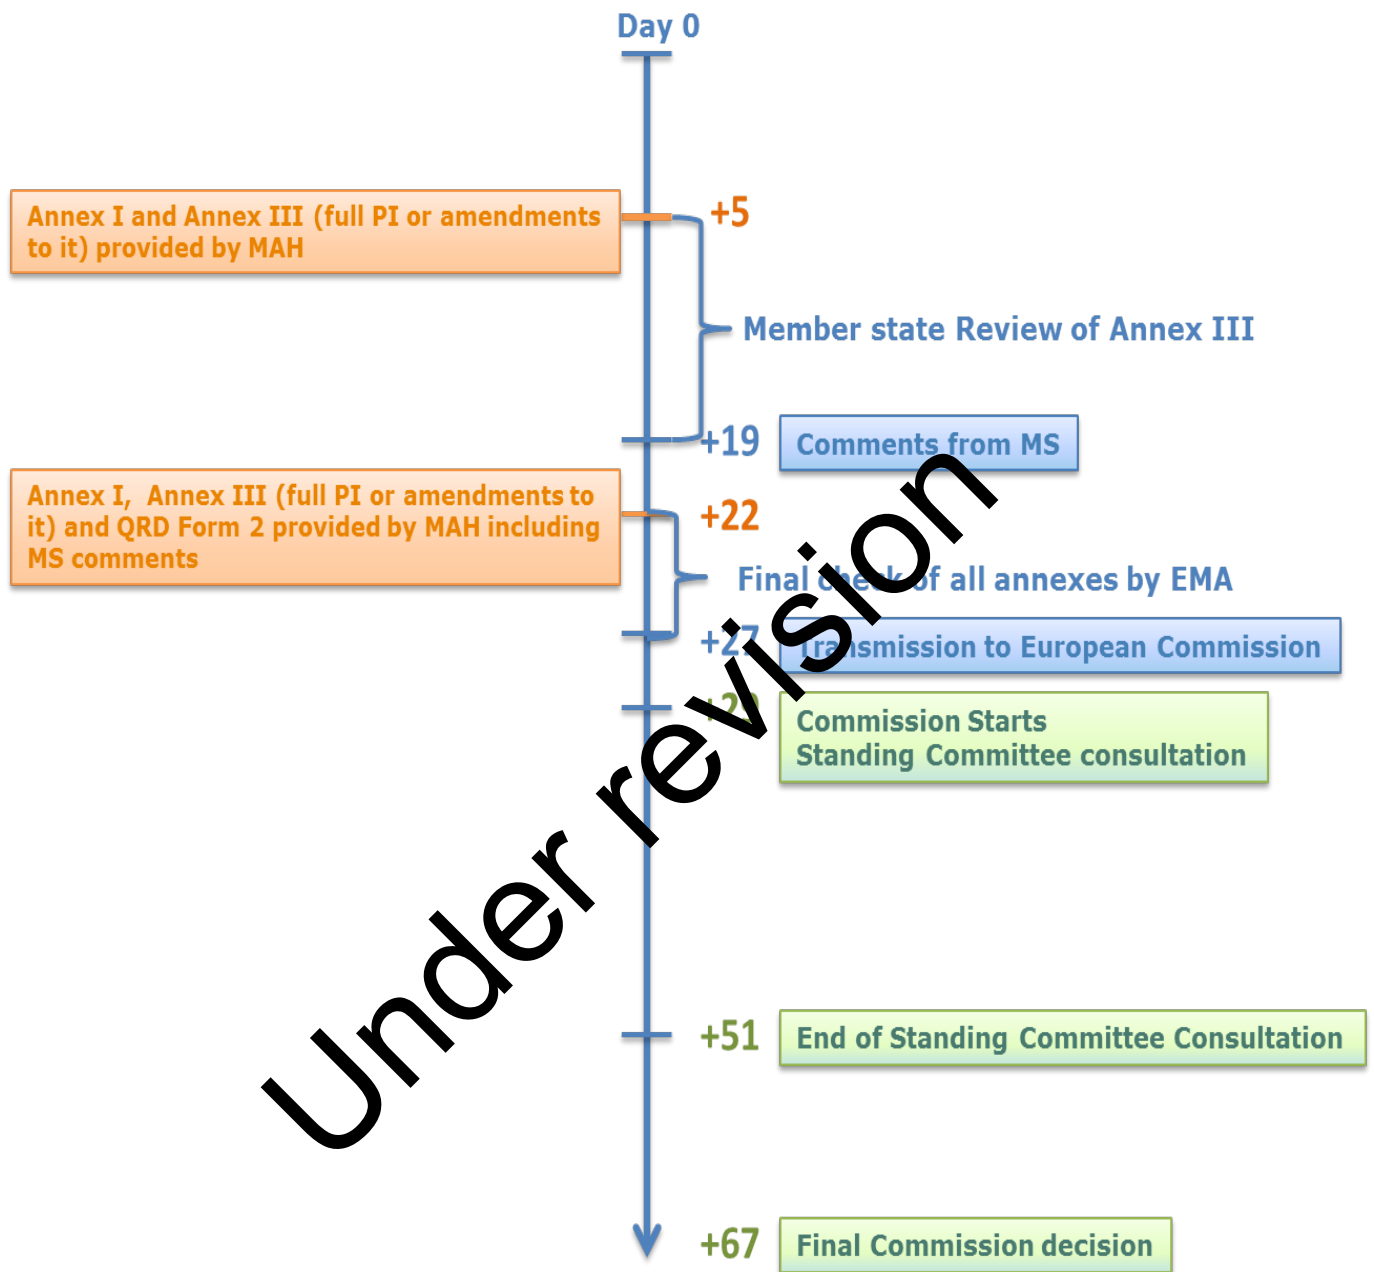 Day 0
Annex I and Annex III (full PI or amendments
to it) provided by MAH
+5
Member state Review of Annex III
+19
Comments from MS
Annex I, Annex III (full PI or amendments to
it) and QRD Form 2 provided by MAH including
MS comments
+22
Final check of all annexes by EMA
+27
Transmission to European Commission
+29
Commission Starts
Standing Committee consultation
Under revision
+51
End of Standing Committee Consultation
+67
Final Commission decision